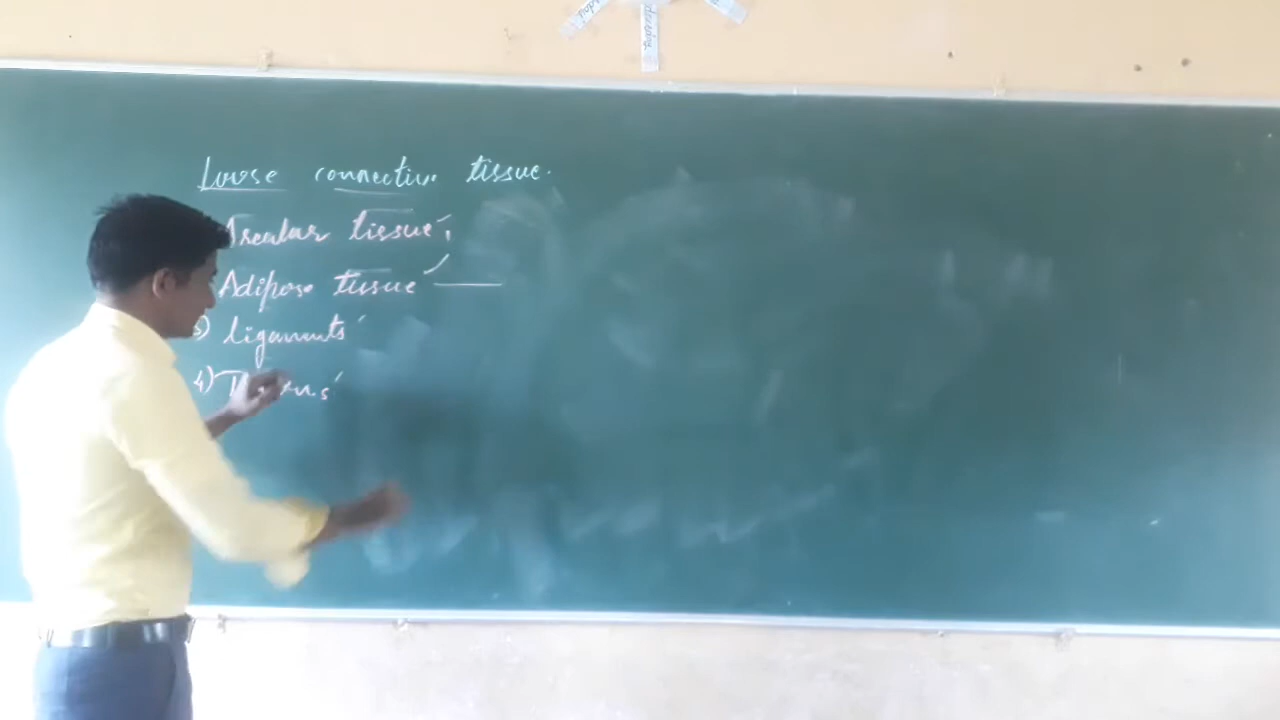 Loose connective tissue.
Areolar tissue
Adipose tissue
3) Ligaments
4)